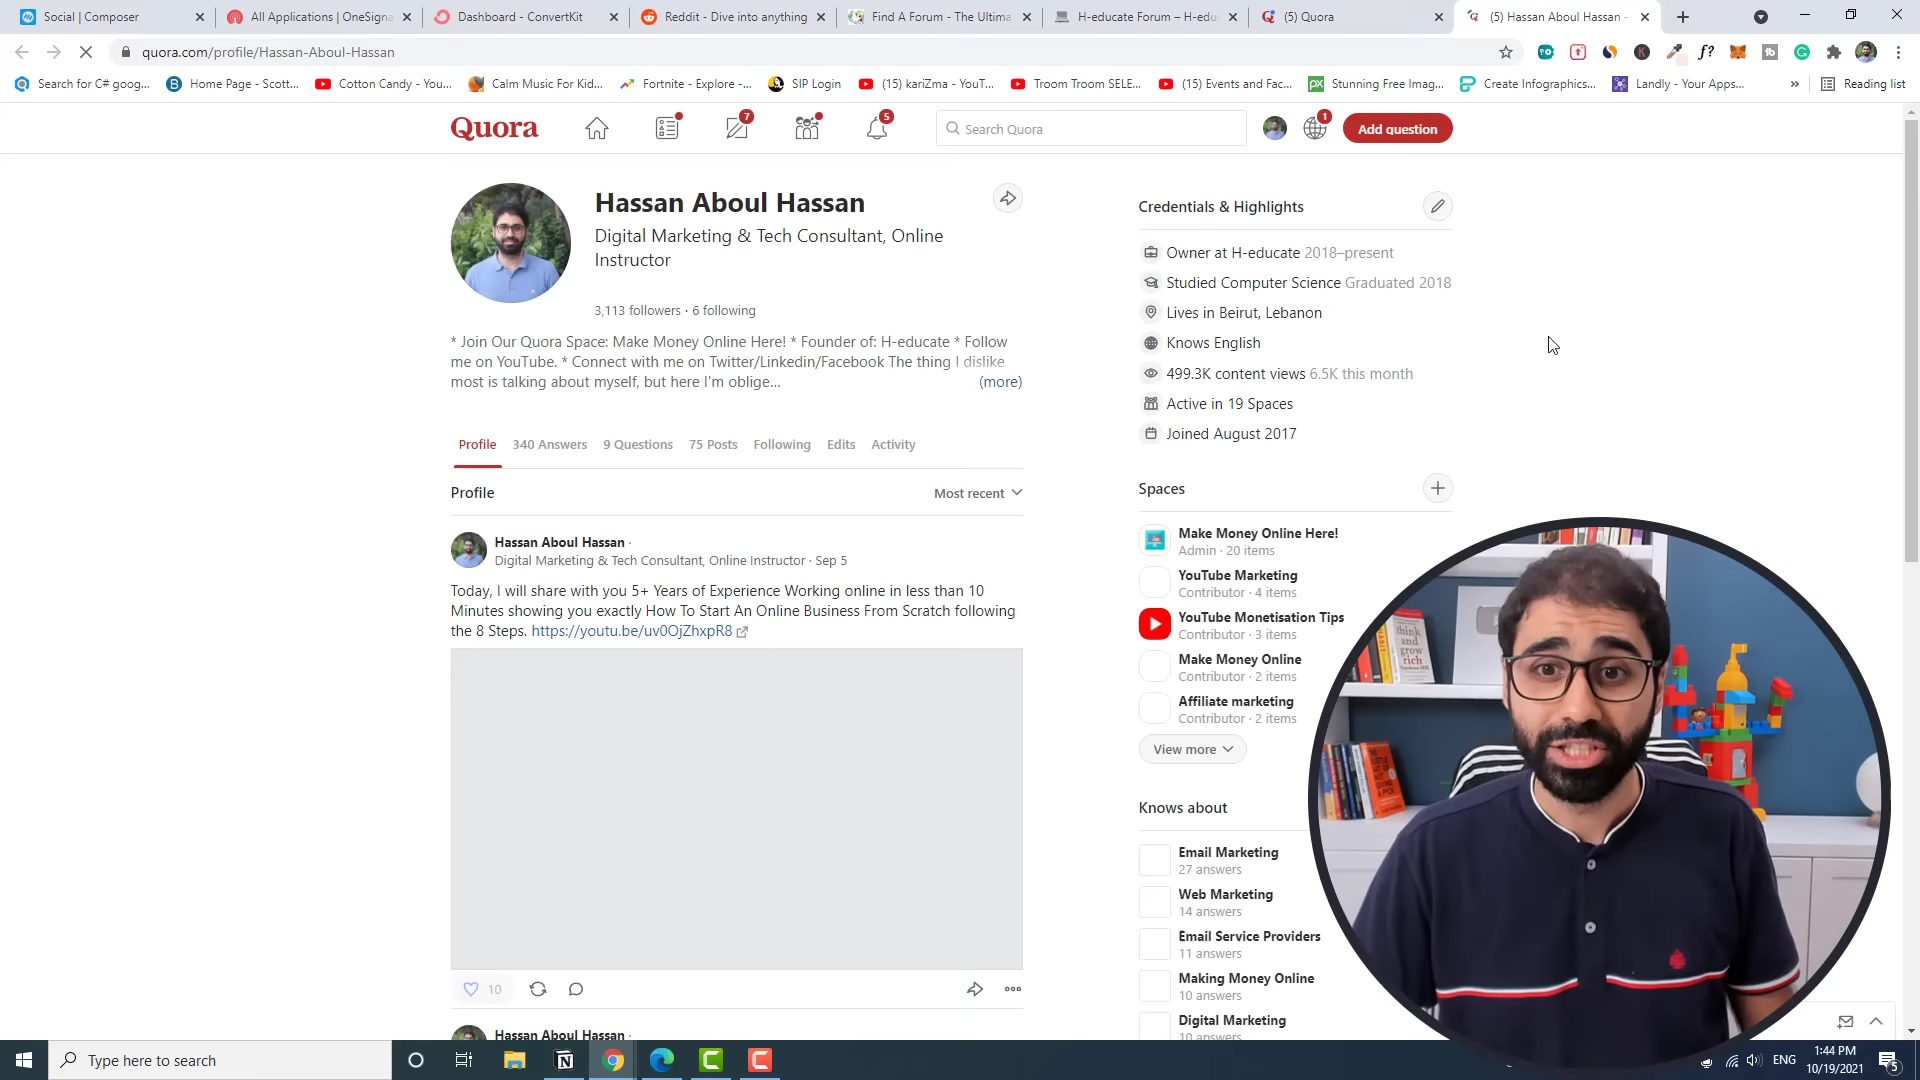 Social | Composer
All Applications | OneSigna
Dashboard - ConvertKit
Reddit - Dive into anything
Find A Forum - The Ultima
H-educate Forum – H-edu
(5) Quora
(5) Hassan Aboul Hassan -
quora.com/profile/Hassan-Aboul-Hassan
Search for C# goog...
Home Page - Scott...
Cotton Candy - You...
Calm Music For Kid...
Fortnite - Explore -...
SIP Login
(15) kariZma - YouT...
Troom Troom SELE...
(15) Events and Fac...
Stunning Free Imag...
Create Infographics...
Landly - Your Apps...
»
Reading list
Quora
7
5
Search Quora
1
Add question
Hassan Aboul Hassan
Digital Marketing & Tech Consultant, Online
Instructor
3,113 followers · 6 following
* Join Our Quora Space: Make Money Online Here! * Founder of: H-educate * Follow
me on YouTube. * Connect with me on Twitter/Linkedin/Facebook The thing I dislike
most is talking about myself, but here I'm oblige...
(more)
Profile
340 Answers
9 Questions
75 Posts
Following
Edits
Activity
Profile
Most recent
Hassan Aboul Hassan ·
Digital Marketing & Tech Consultant, Online Instructor · Sep 5
Today, I will share with you 5+ Years of Experience Working online in less than 10
Minutes showing you exactly How To Start An Online Business From Scratch following
the 8 Steps. https://youtu.be/uv0OjZhxpR8
10
Hassan Aboul Hassan ·
Credentials & Highlights
Owner at H-educate 2018–present
Studied Computer Science Graduated 2018
Lives in Beirut, Lebanon
Knows English
499.3K content views 6.5K this month
Active in 19 Spaces
Joined August 2017
Spaces
Make Money Online Here!
Admin · 20 items
YouTube Marketing
Contributor · 4 items
YouTube Monetisation Tips
Contributor · 3 items
Make Money Online
Contributor · 2 items
Affiliate marketing
Contributor · 2 items
View more
Knows about
Email Marketing
27 answers
Web Marketing
14 answers
Email Service Providers
11 answers
Making Money Online
10 answers
Digital Marketing
10 answers
think
and
grow
rich
Type here to search
ENG
1:44 PM
10/19/2021
5